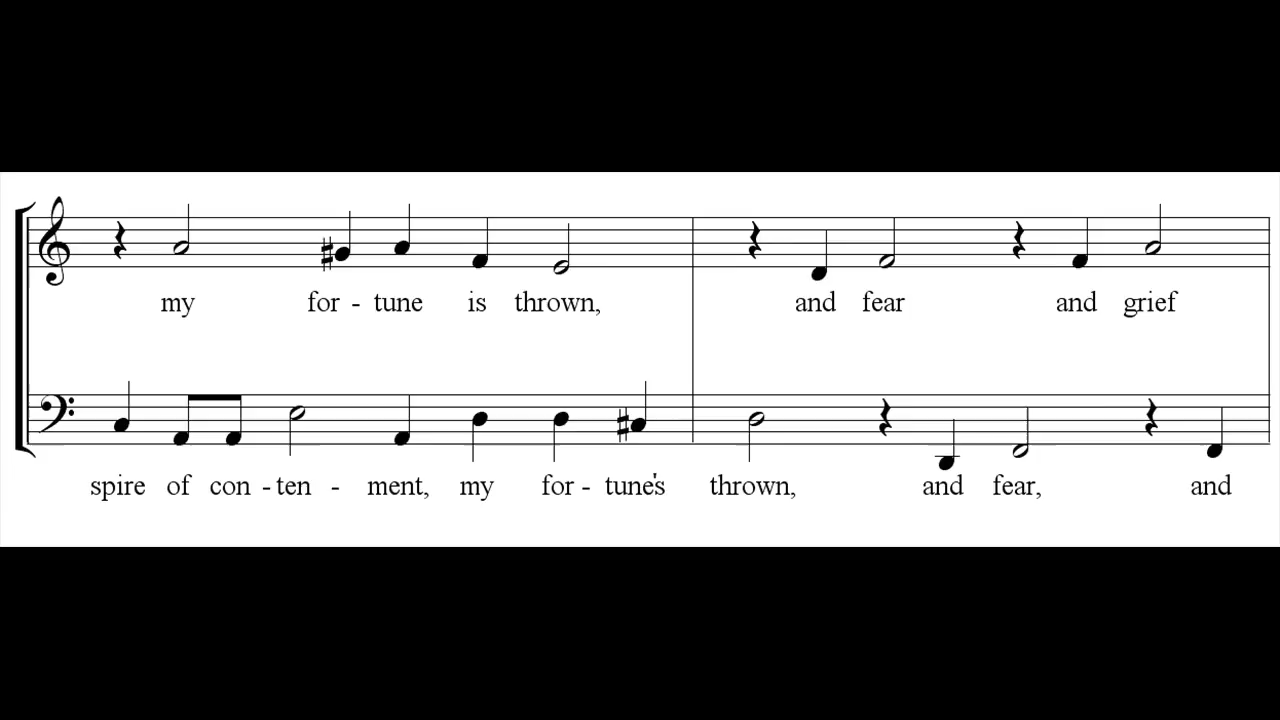 my for - tune is thrown, and fear and grief
spire of con - ten - ment, my for - tune's thrown, and fear, and